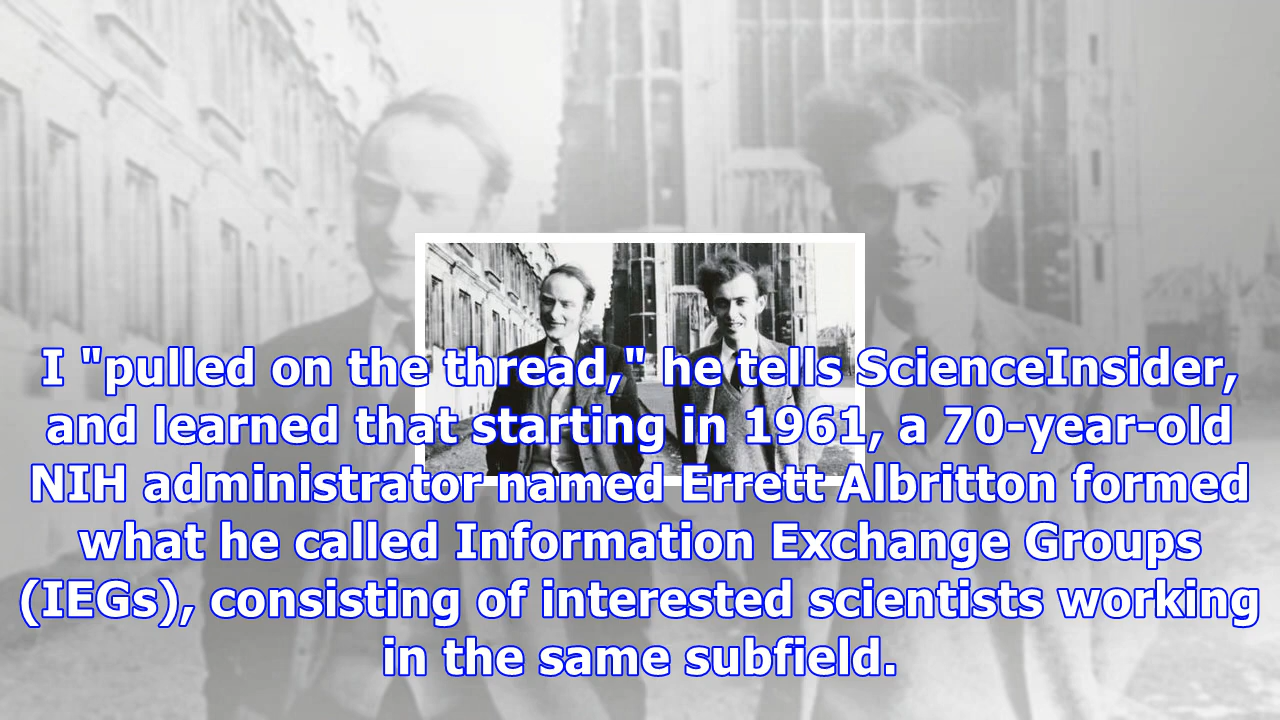 I "pulled on the thread," he tells ScienceInsider,
and learned that starting in 1961, a 70-year-old
NIH administrator named Errett Albritton formed
what he called Information Exchange Groups
(IEGs), consisting of interested scientists working
in the same subfield.